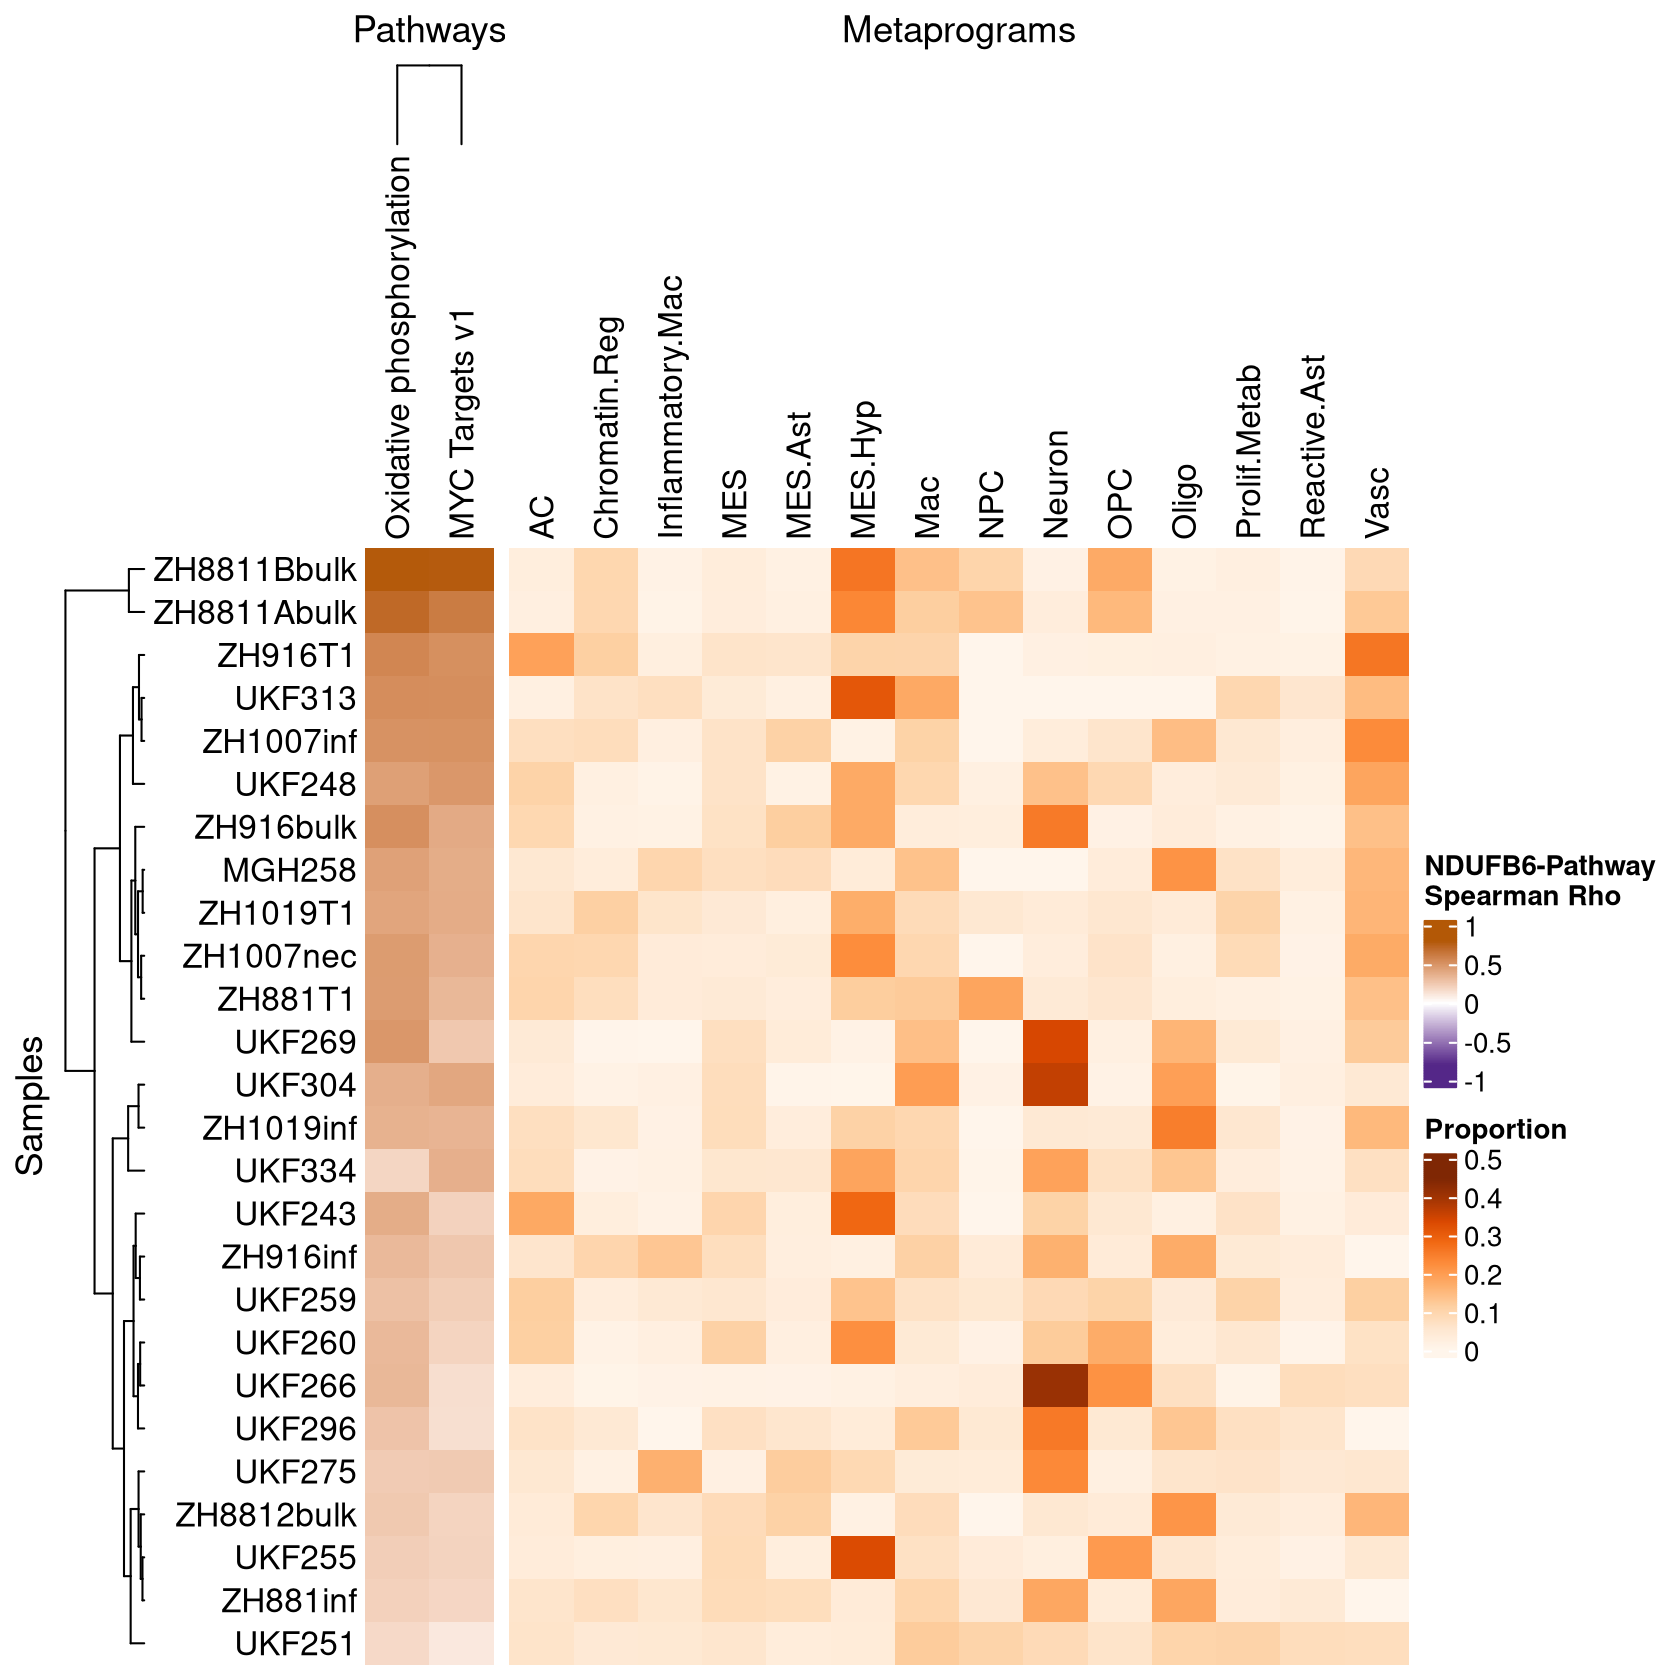 Pathways
Metaprograms
Oxidative phosphorylation
MYC Targets v1
AC
Chromatin.Reg
Inflammatory.Mac
MES
MES.Ast
MES.Hyp
Mac
NPC
Neuron
OPC
Oligo
Prolif.Metab
Reactive.Ast
Vasc
Samples
ZH8811Bbulk
ZH8811Abulk
ZH916T1
UKF313
ZH1007inf
UKF248
ZH916bulk
MGH258
ZH1019T1
ZH1007nec
ZH881T1
UKF269
UKF304
ZH1019inf
UKF334
UKF243
ZH916inf
UKF259
UKF260
UKF266
UKF296
UKF275
ZH8812bulk
UKF255
ZH881inf
UKF251
NDUFB6-Pathway
Spearman Rho
1
0.5
0
-0.5
-1
Proportion
0.5
0.4
0.3
0.2
0.1
0